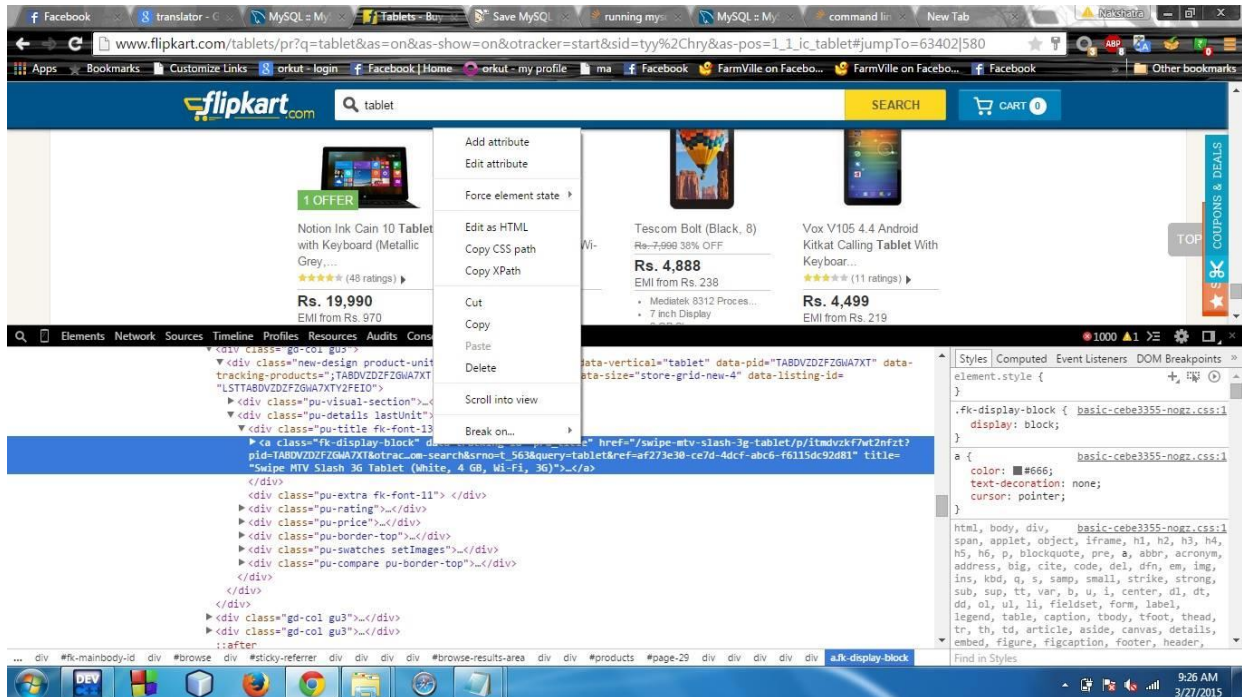 Facebook
translator - G
MySQL :: My
Tablets - Buy
Save MySQL
running mys
MySQL :: My
command lin
New Tab
Nakshatra
www.flipkart.com/tablets/pr?q=tablet&as=on&as-show=on&otracker=start&sid=tyy%2Chry&as-pos=1_1_ic_tablet#jumpTo=63402|580
Apps Bookmarks Customize Links orkut - login Facebook | Home orkut - my profile ma Facebook FarmVille on Facebo... FarmVille on Facebo... Facebook Other bookmarks
flipkart.com
tablet
SEARCH
CART 0
COUPONS & DEALS
TOP
1 OFFER
Notion Ink Cain 10 Tablet
with Keyboard (Metallic
Grey,...
(48 ratings)
Rs. 19,990
EMI from Rs. 970
Wi-
Tescom Bolt (Black, 8)
Rs. 7,990 38% OFF
Rs. 4,888
EMI from Rs. 238
Mediatek 8312 Proces...
7 inch Display
Vox V105 4.4 Android
Kitkat Calling Tablet With
Keyboar...
(11 ratings)
Rs. 4,499
EMI from Rs. 219
Add attribute
Edit attribute
Force element state
Edit as HTML
Copy CSS path
Copy XPath
Cut
Copy
Paste
Delete
Scroll into view
Break on...
Elements Network Sources Timeline Profiles Resources Audits Cons
1000 1
<div class="gd-col gu3">
<div class="new-design product-unit data-vertical="tablet" data-pid="TABDVZDZFZGWA7XT" data-
tracking-products=";TABDVZDZFZGWA7XT ata-size="store-grid-new-4" data-listing-id=
"LSTTABDVZDZFZGWA7XTY2FEIO">
<div class="pu-visual-section">…
<div class="pu-details lastUnit">
<div class="pu-title fk-font-13
<a class="fk-display-block" href="/swipe-mtv-slash-3g-tablet/p/itmdvzkf7wt2nfzt?
pid=TABDVZDZFZGWA7XT&otrac…om-search&srno=t_563&query=tablet&ref=af273e30-ce7d-4dcf-abc6-f6115dc92d81" title=
"Swipe MTV Slash 3G Tablet (White, 4 GB, Wi-Fi, 3G)">…</a>
</div>
<div class="pu-extra fk-font-11"> </div>
<div class="pu-rating">…</div>
<div class="pu-price">…</div>
<div class="pu-border-top">…</div>
<div class="pu-swatches setImages">…</div>
<div class="pu-compare pu-border-top">…</div>
</div>
</div>
</div>
<div class="gd-col gu3">…</div>
<div class="gd-col gu3">…</div>
::after
Styles Computed Event Listeners DOM Breakpoints »
element.style {
}
.fk-display-block { basic-cebe3355-nogz.css:1
display: block;
}
a { basic-cebe3355-nogz.css:1
color: #666;
text-decoration: none;
cursor: pointer;
}
html, body, div, basic-cebe3355-nogz.css:1
span, applet, object, iframe, h1, h2, h3, h4,
h5, h6, p, blockquote, pre, a, abbr, acronym,
address, big, cite, code, del, dfn, em, img,
ins, kbd, q, s, samp, small, strike, strong,
sub, sup, tt, var, b, u, i, center, dl, dt,
dd, ol, ul, li, fieldset, form, label,
legend, table, caption, tbody, tfoot, thead,
tr, th, td, article, aside, canvas, details,
embed, figure, figcaption, footer, header,
... div #fk-mainbody-id div #browse div #sticky-referrer div div div div #browse-results-area div div #products #page-29 div div div div div a.fk-display-block
Find in Styles
DEV
9:26 AM
3/27/2015